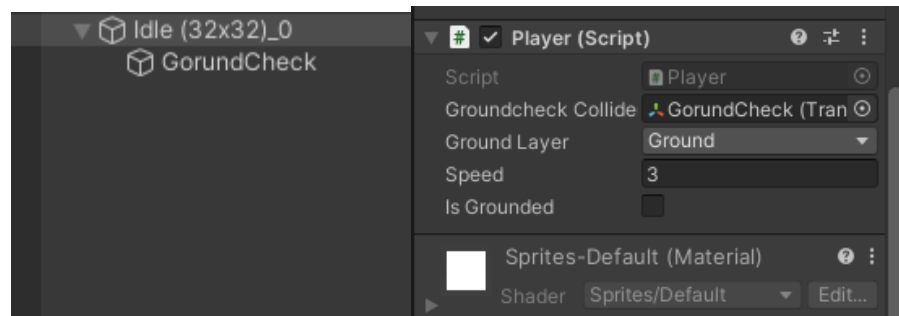 Idle (32x32)_0
GorundCheck
Player (Script)
Script
Player
Groundcheck Collide
GorundCheck (Tran
Ground Layer
Ground
Speed
3
Is Grounded
Sprites-Default (Material)
Shader
Sprites/Default
Edit...